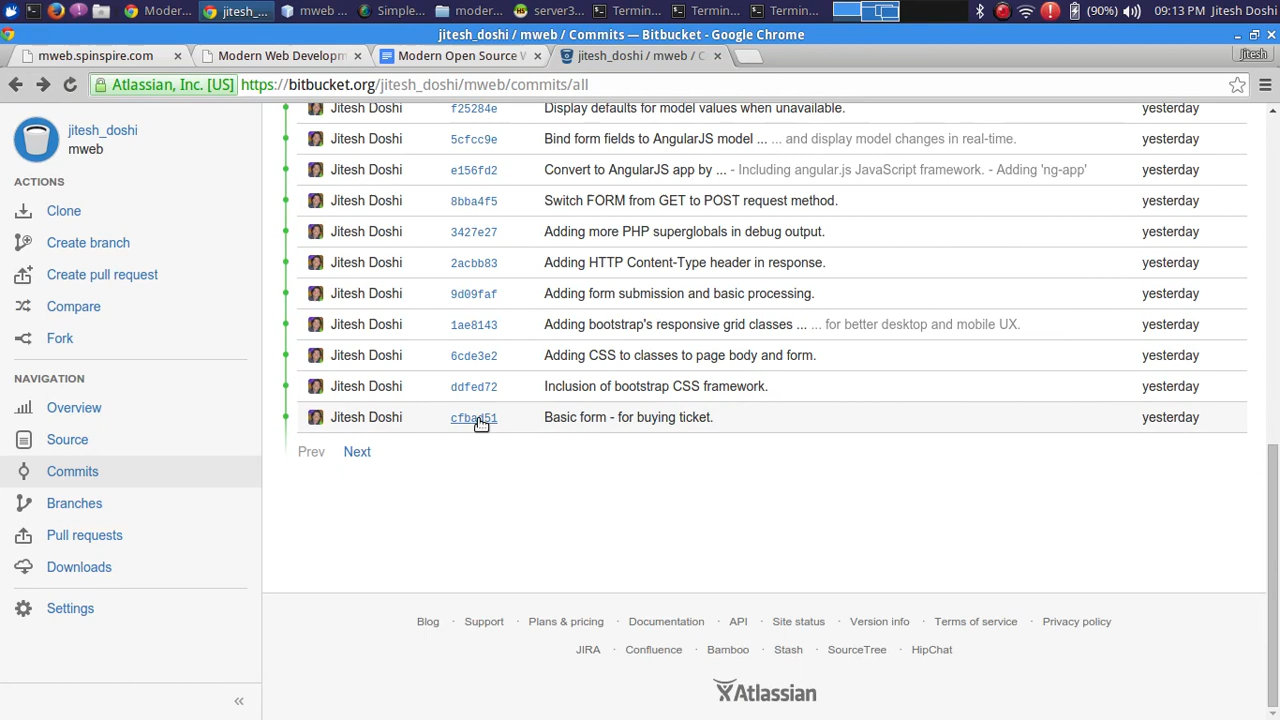 Moder...
jitesh_...
mweb ...
Simple...
moder...
server3...
Termin...
Termin...
Termin...
(90%)
09:13 PM
Jitesh Doshi
jitesh_doshi / mweb / Commits — Bitbucket - Google Chrome
mweb.spinspire.com
Modern Web Developm
Modern Open Source W
jitesh_doshi / mweb / C
Jitesh
Atlassian, Inc. [US]
https://bitbucket.org/jitesh_doshi/mweb/commits/all
jitesh_doshi
mweb
ACTIONS
Clone
Create branch
Create pull request
Compare
Fork
NAVIGATION
Overview
Source
Commits
Branches
Pull requests
Downloads
Settings
«
Jitesh Doshi f25284e Display defaults for model values when unavailable. yesterday
Jitesh Doshi 5cfcc9e Bind form fields to AngularJS model ... ... and display model changes in real-time. yesterday
Jitesh Doshi e156fd2 Convert to AngularJS app by ... - Including angular.js JavaScript framework. - Adding 'ng-app' yesterday
Jitesh Doshi 8bba4f5 Switch FORM from GET to POST request method. yesterday
Jitesh Doshi 3427e27 Adding more PHP superglobals in debug output. yesterday
Jitesh Doshi 2acbb83 Adding HTTP Content-Type header in response. yesterday
Jitesh Doshi 9d09faf Adding form submission and basic processing. yesterday
Jitesh Doshi 1ae8143 Adding bootstrap's responsive grid classes ... ... for better desktop and mobile UX. yesterday
Jitesh Doshi 6cde3e2 Adding CSS to classes to page body and form. yesterday
Jitesh Doshi ddfed72 Inclusion of bootstrap CSS framework. yesterday
Jitesh Doshi cfbad51 Basic form - for buying ticket. yesterday
Prev Next
Blog · Support · Plans & pricing · Documentation · API · Site status · Version info · Terms of service · Privacy policy
JIRA · Confluence · Bamboo · Stash · SourceTree · HipChat
Atlassian